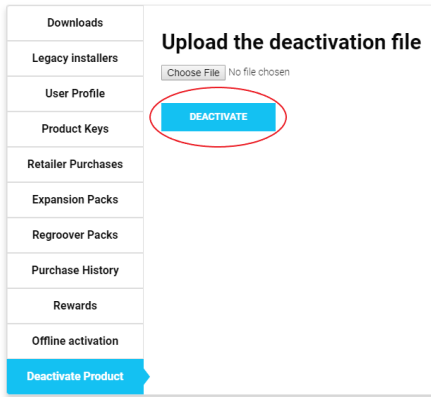 Downloads
Legacy installers
User Profile
Product Keys
Retailer Purchases
Expansion Packs
Regroover Packs
Purchase History
Rewards
Offline activation
Deactivate Product
Upload the deactivation file
Choose File No file chosen
DEACTIVATE